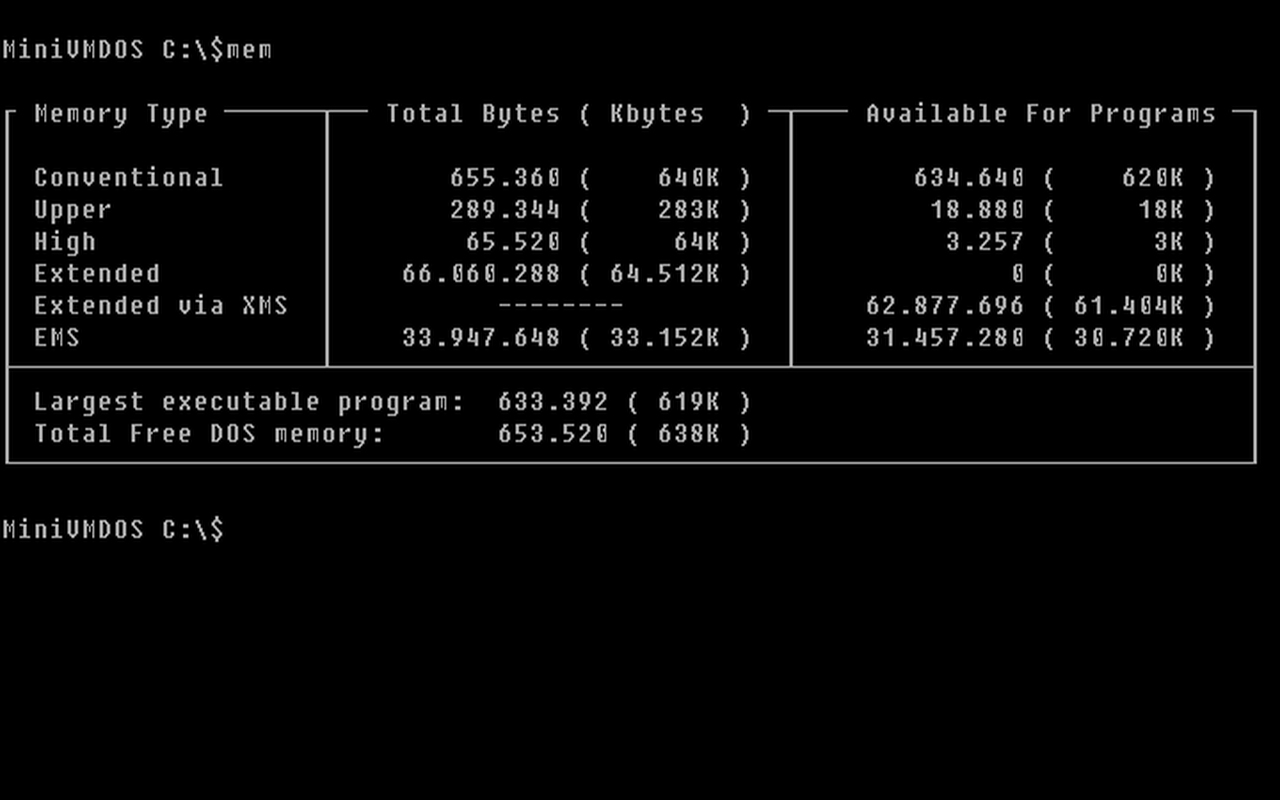 MiniVMDOS C:\$mem
Memory Type Total Bytes ( Kbytes ) Available For Programs
Conventional 655.360 ( 640K ) 634.640 ( 620K )
Upper 289.344 ( 283K ) 18.880 ( 18K )
High 65.520 ( 64K ) 3.257 ( 3K )
Extended 66.060.288 ( 64.512K ) 0 ( 0K )
Extended via XMS -------- 62.877.696 ( 61.404K )
EMS 33.947.648 ( 33.152K ) 31.457.280 ( 30.720K )
Largest executable program: 633.392 ( 619K )
Total Free DOS memory: 653.520 ( 638K )
MiniVMDOS C:\$